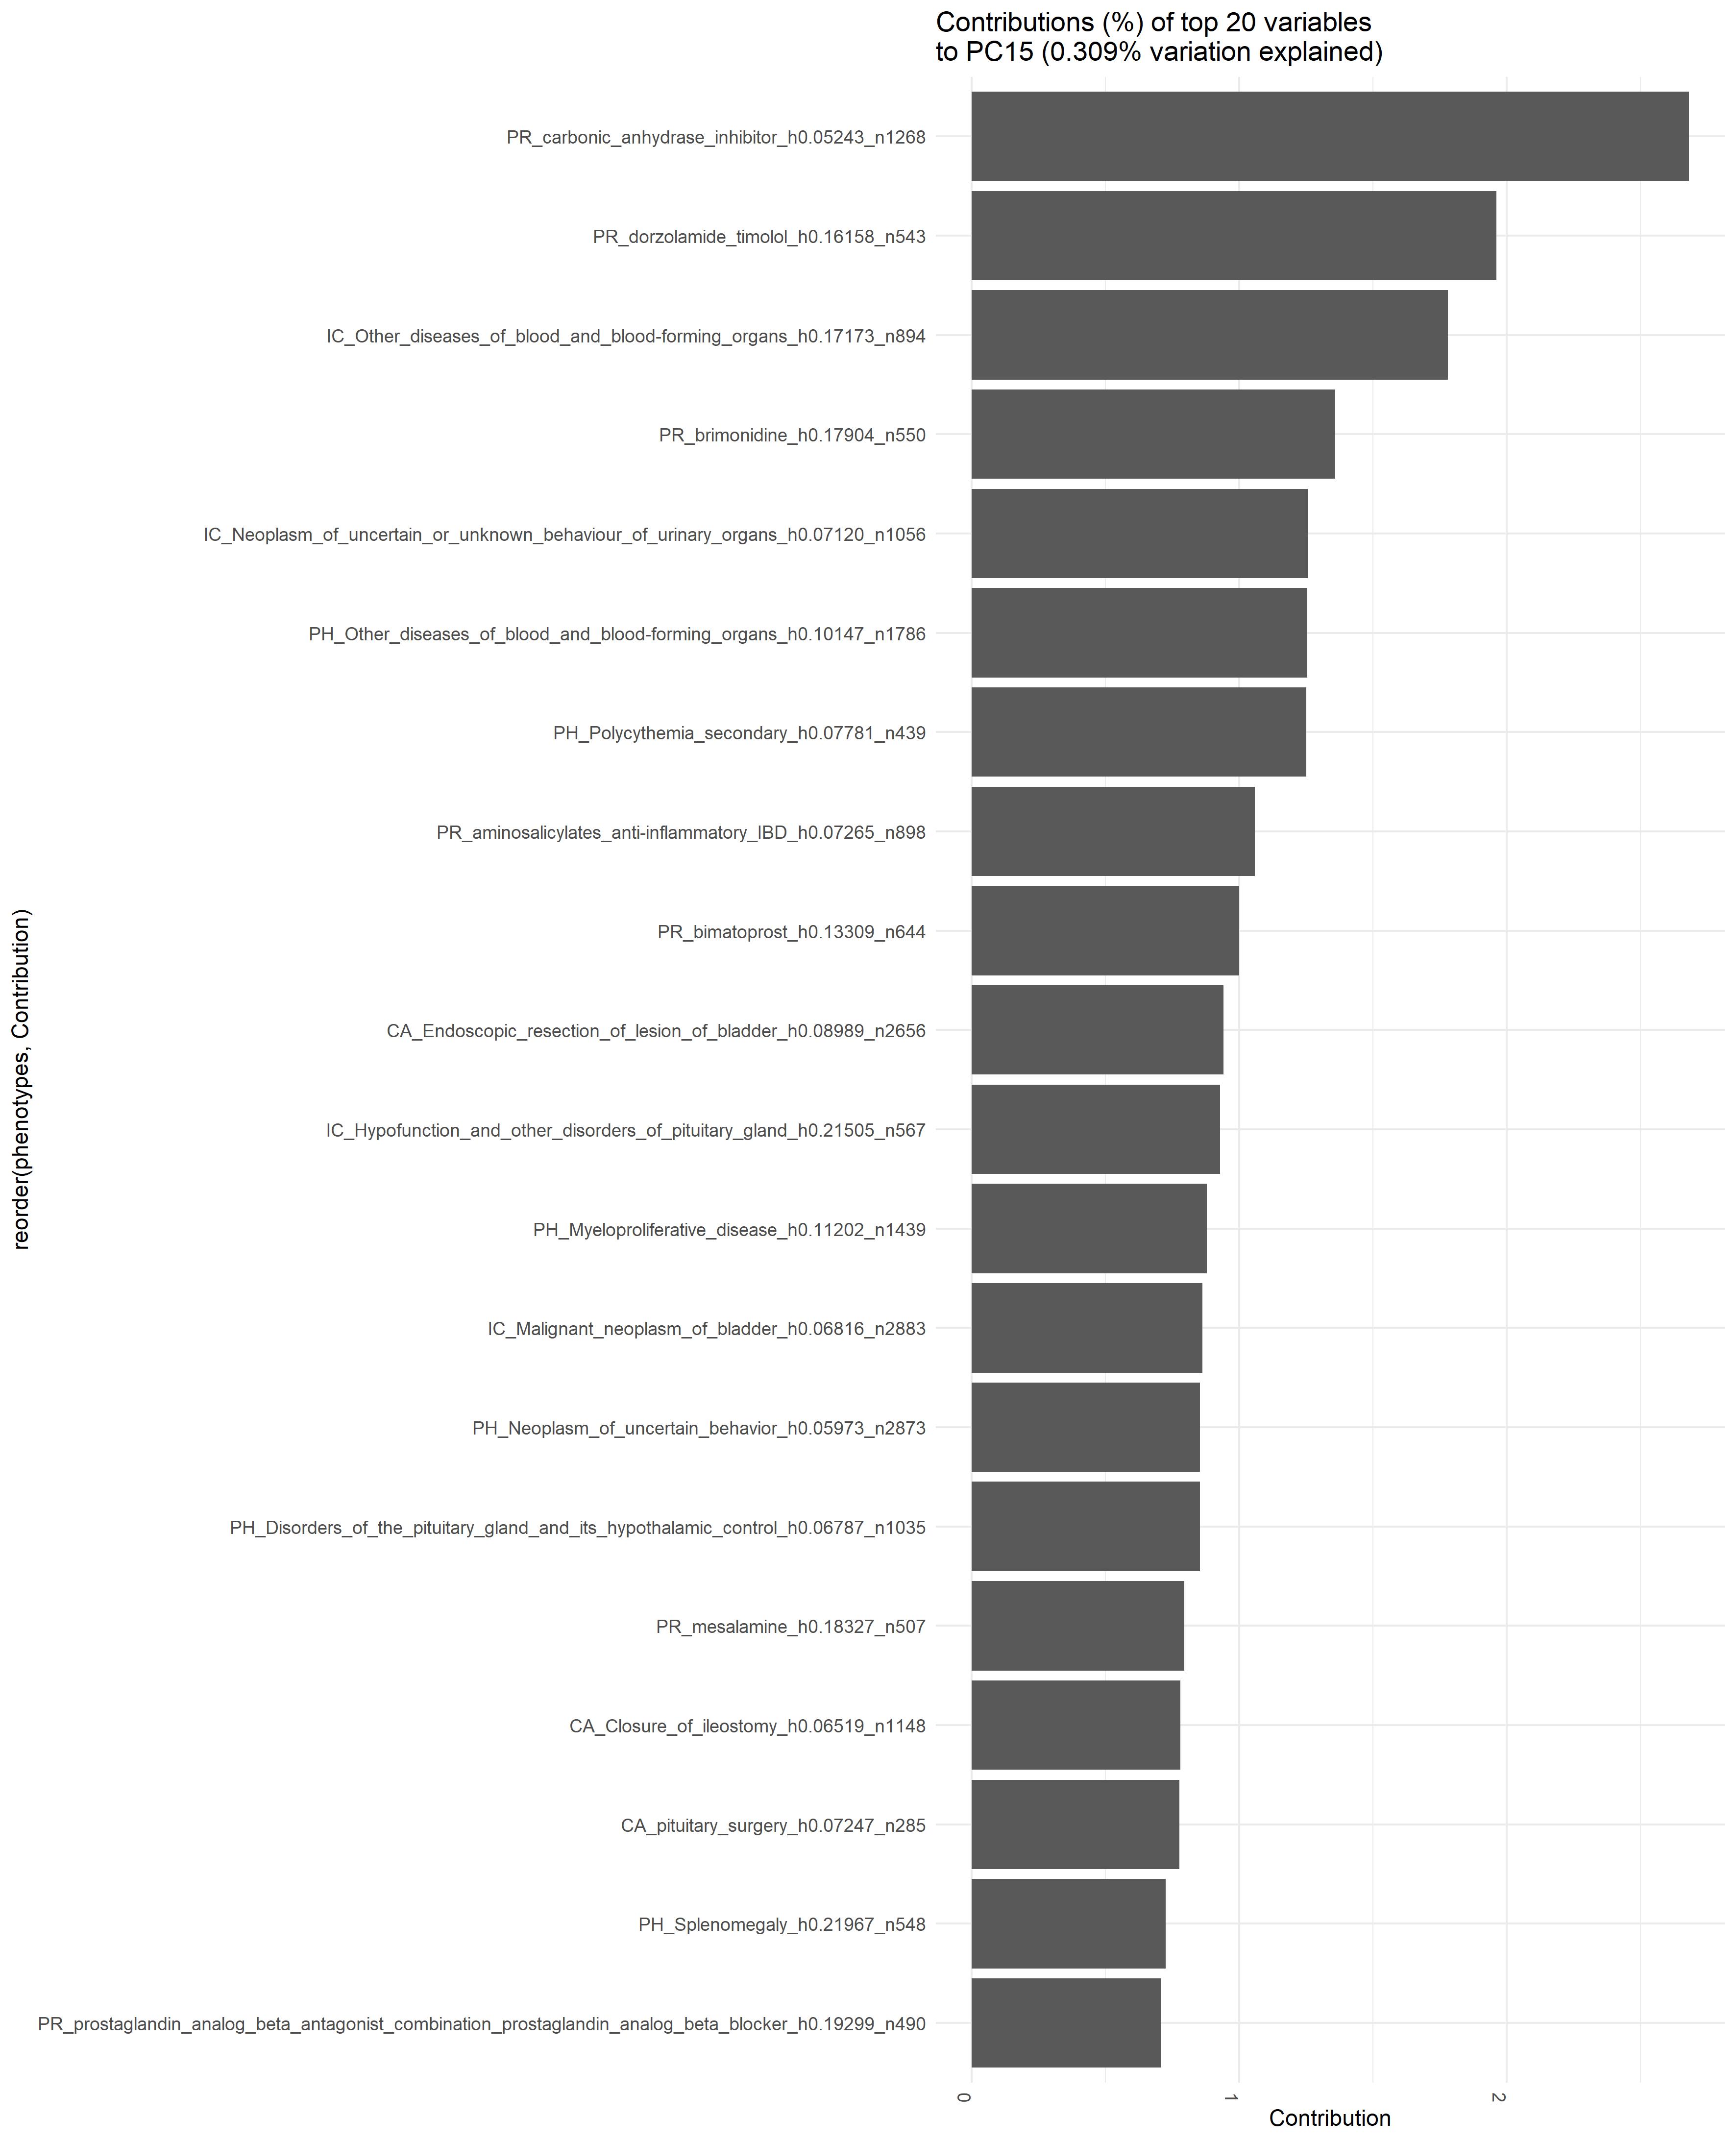 Contributions (%) of top 20 variables
to PC15 (0.309% variation explained)
PR_carbonic_anhydrase_inhibitor_h0.05243_n1268
PR_dorzolamide_timolol_h0.16158_n543
IC_Other_diseases_of_blood_and_blood-forming_organs_h0.17173_n894
PR_brimonidine_h0.17904_n550
IC_Neoplasm_of_uncertain_or_unknown_behaviour_of_urinary_organs_h0.07120_n1056
PH_Other_diseases_of_blood_and_blood-forming_organs_h0.10147_n1786
PH_Polycythemia_secondary_h0.07781_n439
PR_aminosalicylates_anti-inflammatory_IBD_h0.07265_n898
PR_bimatoprost_h0.13309_n644
CA_Endoscopic_resection_of_lesion_of_bladder_h0.08989_n2656
IC_Hypofunction_and_other_disorders_of_pituitary_gland_h0.21505_n567
PH_Myeloproliferative_disease_h0.11202_n1439
IC_Malignant_neoplasm_of_bladder_h0.06816_n2883
PH_Neoplasm_of_uncertain_behavior_h0.05973_n2873
PH_Disorders_of_the_pituitary_gland_and_its_hypothalamic_control_h0.06787_n1035
PR_mesalamine_h0.18327_n507
CA_Closure_of_ileostomy_h0.06519_n1148
CA_pituitary_surgery_h0.07247_n285
PH_Splenomegaly_h0.21967_n548
PR_prostaglandin_analog_beta_antagonist_combination_prostaglandin_analog_beta_blocker_h0.19299_n490
reorder(phenotypes, Contribution)
0 1 2
Contribution